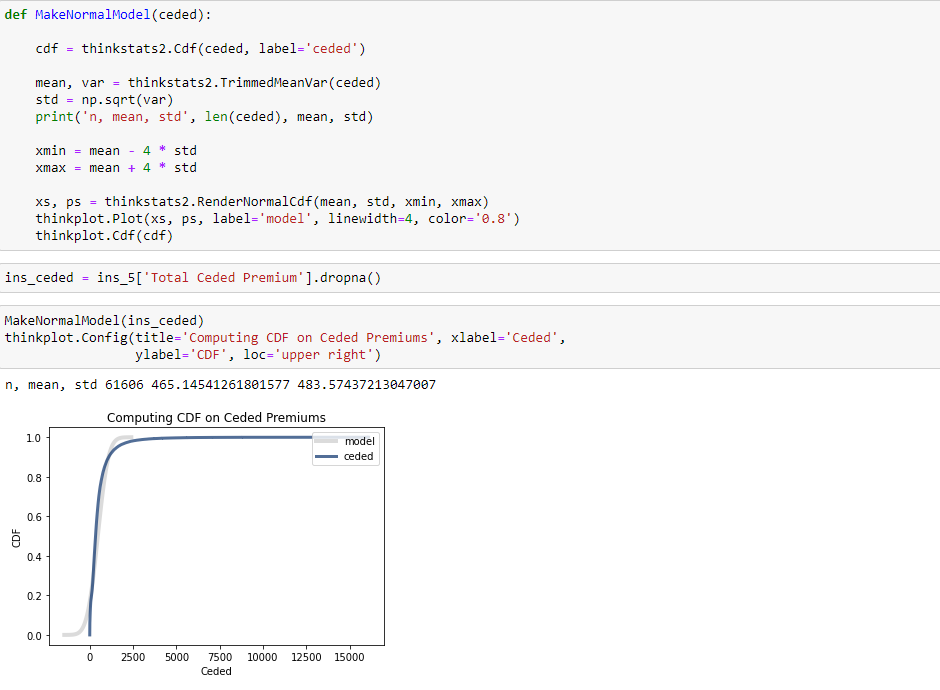 def MakeNormalModel(ceded):
cdf = thinkstats2.Cdf(ceded, label='ceded')
mean, var = thinkstats2.TrimmedMeanVar(ceded)
std = np.sqrt(var)
print('n, mean, std', len(ceded), mean, std)
xmin = mean - 4 * std
xmax = mean + 4 * std
xs, ps = thinkstats2.RenderNormalCdf(mean, std, xmin, xmax)
thinkplot.Plot(xs, ps, label='model', linewidth=4, color='0.8')
thinkplot.Cdf(cdf)
ins_ceded = ins_5['Total Ceded Premium'].dropna()
MakeNormalModel(ins_ceded)
thinkplot.Config(title='Computing CDF on Ceded Premiums', xlabel='Ceded',
ylabel='CDF', loc='upper right')
n, mean, std 61606 465.14541261801577 483.57437213047007
Computing CDF on Ceded Premiums
1.0
0.8
0.6
0.4
0.2
0.0
CDF
model
ceded
0 2500 5000 7500 10000 12500 15000
Ceded